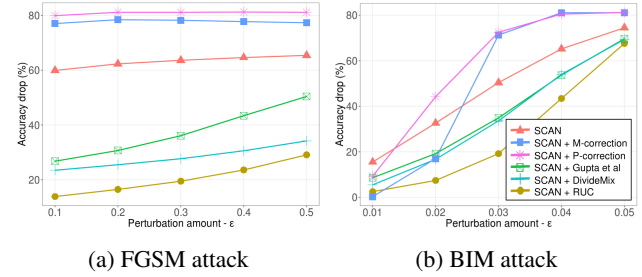 Accuracy drop (%)
80
60
40
20
0.1 0.2 0.3 0.4 0.5
Perturbation amount - ε
(a) FGSM attack
Accuracy drop (%)
80
60
40
20
0
0.01 0.02 0.03 0.04 0.05
Perturbation amount - ε
SCAN
SCAN + M-correction
SCAN + P-correction
SCAN + Gupta et al
SCAN + DivideMix
SCAN + RUC
(b) BIM attack